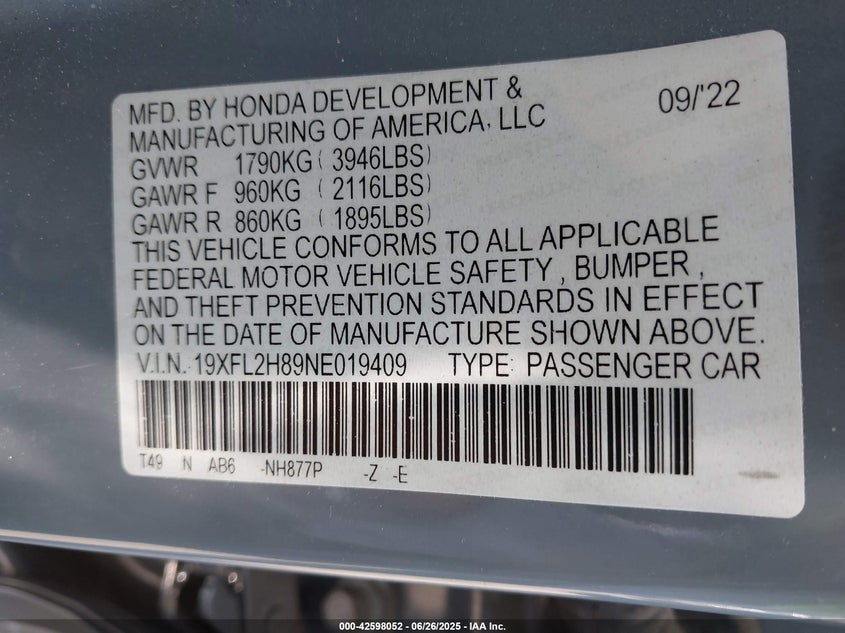 MFD. BY HONDA DEVELOPMENT & 09/'22
MANUFACTURING OF AMERICA, LLC
GVWR 1790KG ( 3946LBS)
GAWR F 960KG ( 2116LBS)
GAWR R 860KG ( 1895LBS)
THIS VEHICLE CONFORMS TO ALL APPLICABLE
FEDERAL MOTOR VEHICLE SAFETY , BUMPER ,
AND THEFT PREVENTION STANDARDS IN EFFECT
ON THE DATE OF MANUFACTURE SHOWN ABOVE.
V.I.N. 19XFL2H89NE019409 TYPE: PASSENGER CAR
T49 N AB6 -NH877P -Z -E
000-42598052 - 06/26/2025 - IAA Inc.